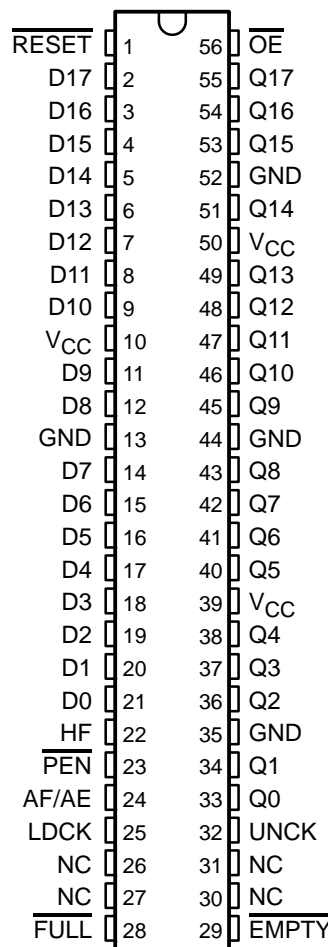 RESET 1 56 OE
D17 2 55 Q17
D16 3 54 Q16
D15 4 53 Q15
D14 5 52 GND
D13 6 51 Q14
D12 7 50 VCC
D11 8 49 Q13
D10 9 48 Q12
VCC 10 47 Q11
D9 11 46 Q10
D8 12 45 Q9
GND 13 44 GND
D7 14 43 Q8
D6 15 42 Q7
D5 16 41 Q6
D4 17 40 Q5
D3 18 39 VCC
D2 19 38 Q4
D1 20 37 Q3
D0 21 36 Q2
HF 22 35 GND
PEN 23 34 Q1
AF/AE 24 33 Q0
LDCK 25 32 UNCK
NC 26 31 NC
NC 27 30 NC
FULL 28 29 EMPTY